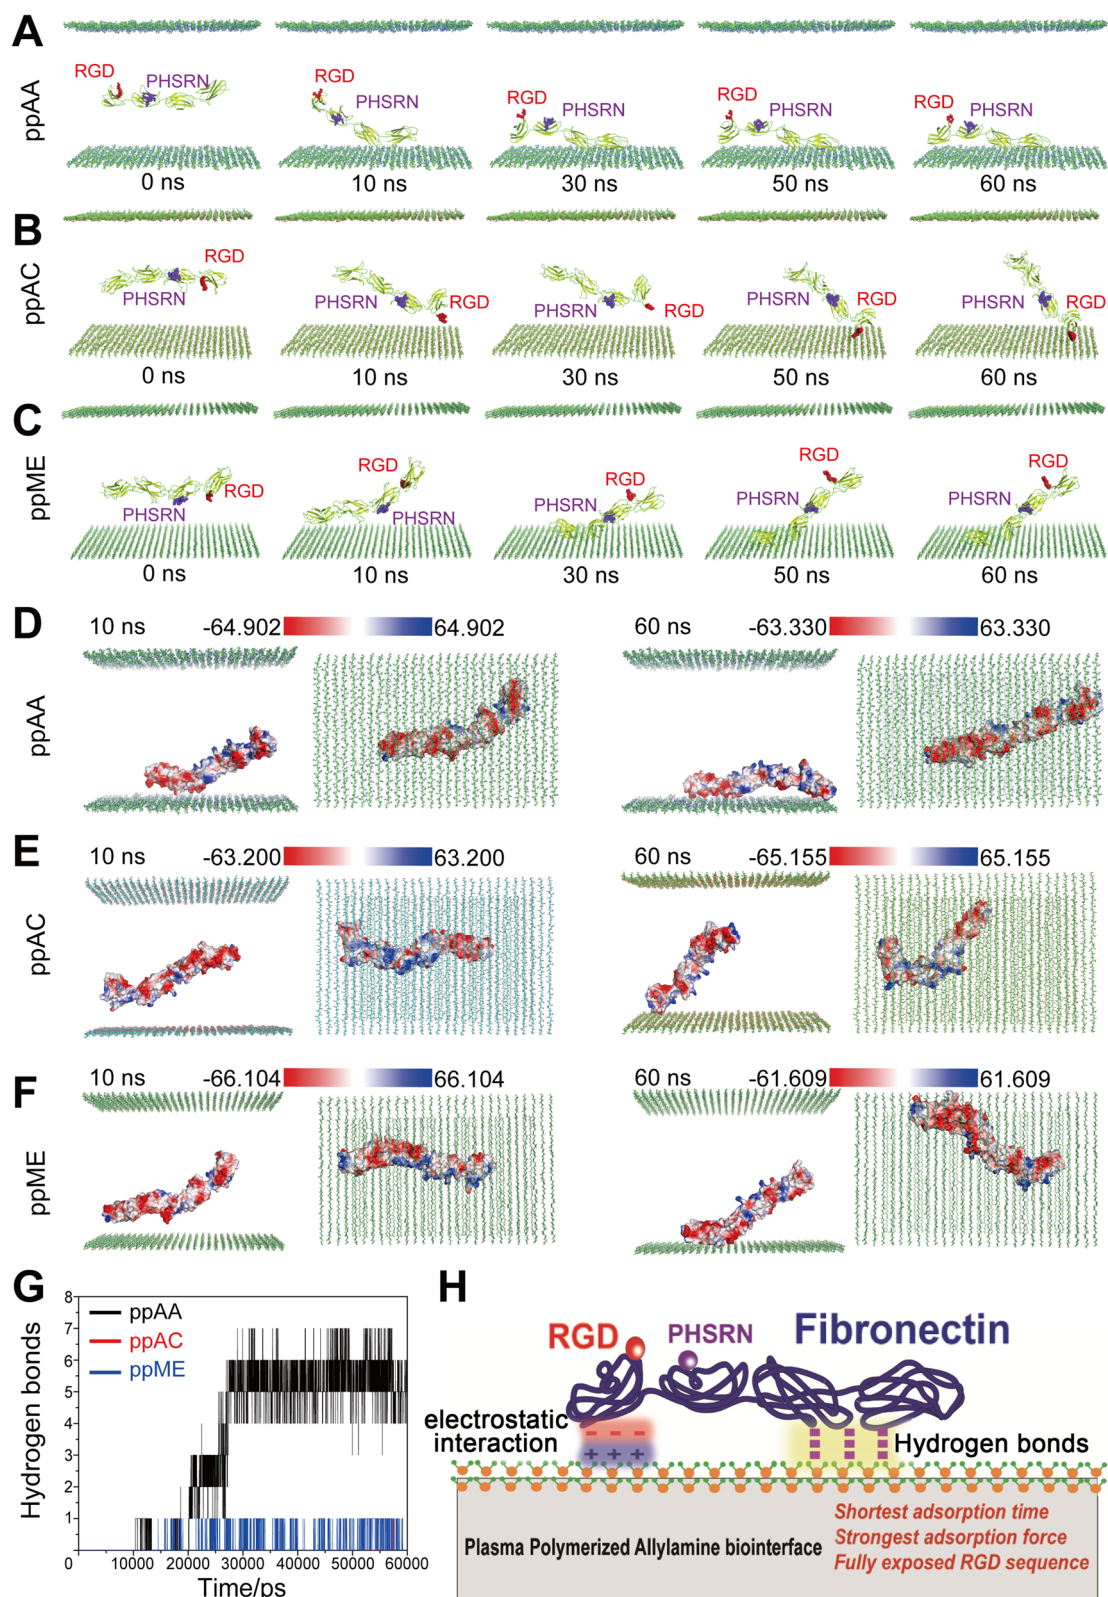 A
ppAA
RGD PHSRN
RGD PHSRN
RGD PHSRN
RGD PHSRN
RGD PHSRN
0 ns 10 ns 30 ns 50 ns 60 ns
B
ppAC
RGD PHSRN
PHSRN RGD
PHSRN RGD
PHSRN RGD
PHSRN RGD
0 ns 10 ns 30 ns 50 ns 60 ns
C
ppME
RGD PHSRN
RGD PHSRN
RGD PHSRN
RGD PHSRN
RGD PHSRN
0 ns 10 ns 30 ns 50 ns 60 ns
D
ppAA
10 ns -64.902 64.902
60 ns -63.330 63.330
E
ppAC
10 ns -63.200 63.200
60 ns -65.155 65.155
F
ppME
10 ns -66.104 66.104
60 ns -61.609 61.609
G
Hydrogen bonds
8
7
6
5
4
3
2
1
0 10000 20000 30000 40000 50000 60000
Time/ps
ppAA
ppAC
ppME
H
RGD PHSRN Fibronectin
electrostatic
interaction
- - -
+ + +
Hydrogen bonds
Plasma Polymerized Allylamine biointerface
Shortest adsorption time
Strongest adsorption force
Fully exposed RGD sequence